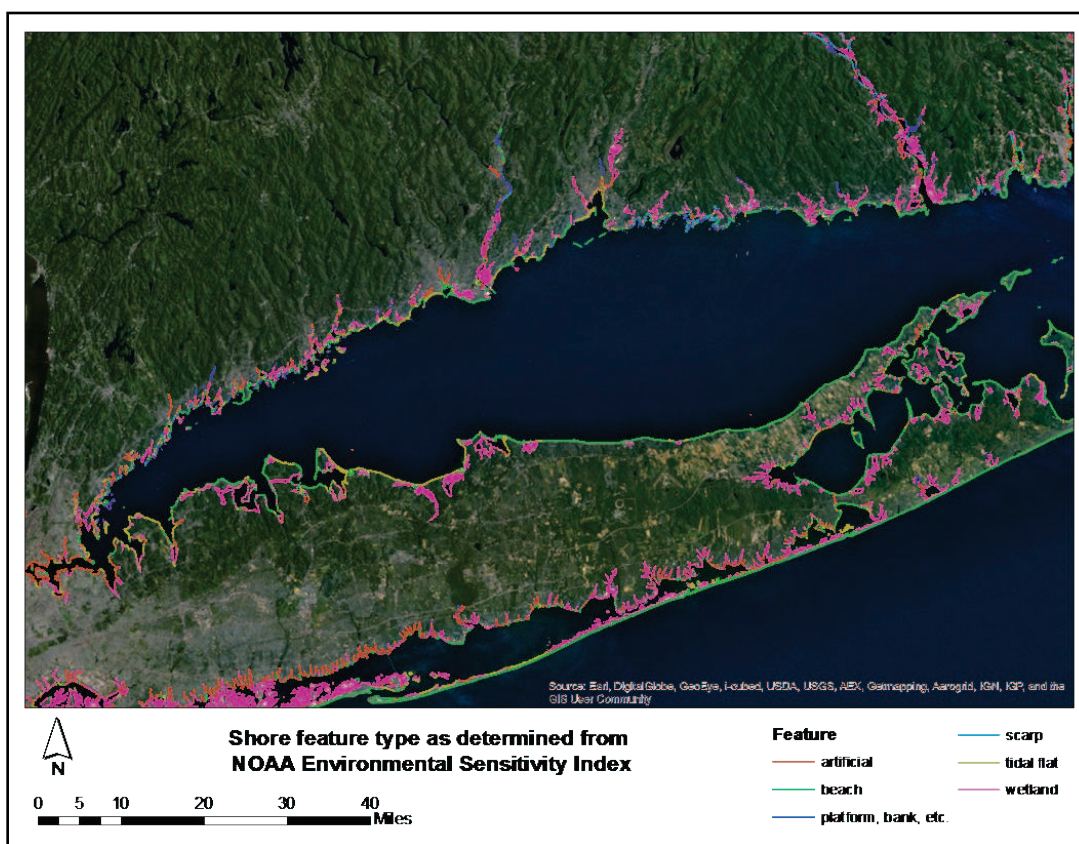 Source: Esri, DigitalGlobe, GeoEye, i-cubed, USDA, USGS, AEX, Getmapping, Aerogrid, IGN, IGP, and the
GIS User Community
N
Shore feature type as determined from
NOAA Environmental Sensitivity Index
0 5 10 20 30 40
Miles
Feature
artificial
beach
platform, bank, etc.
scarp
tidal flat
wetland